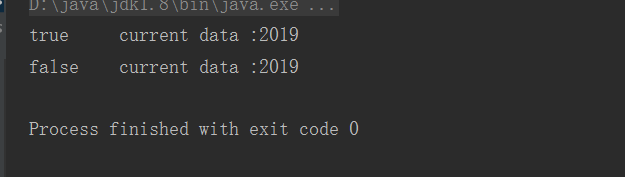 D:\java\jdk1.8\bin\java.exe ...
true    current data :2019
false    current data :2019
Process finished with exit code 0